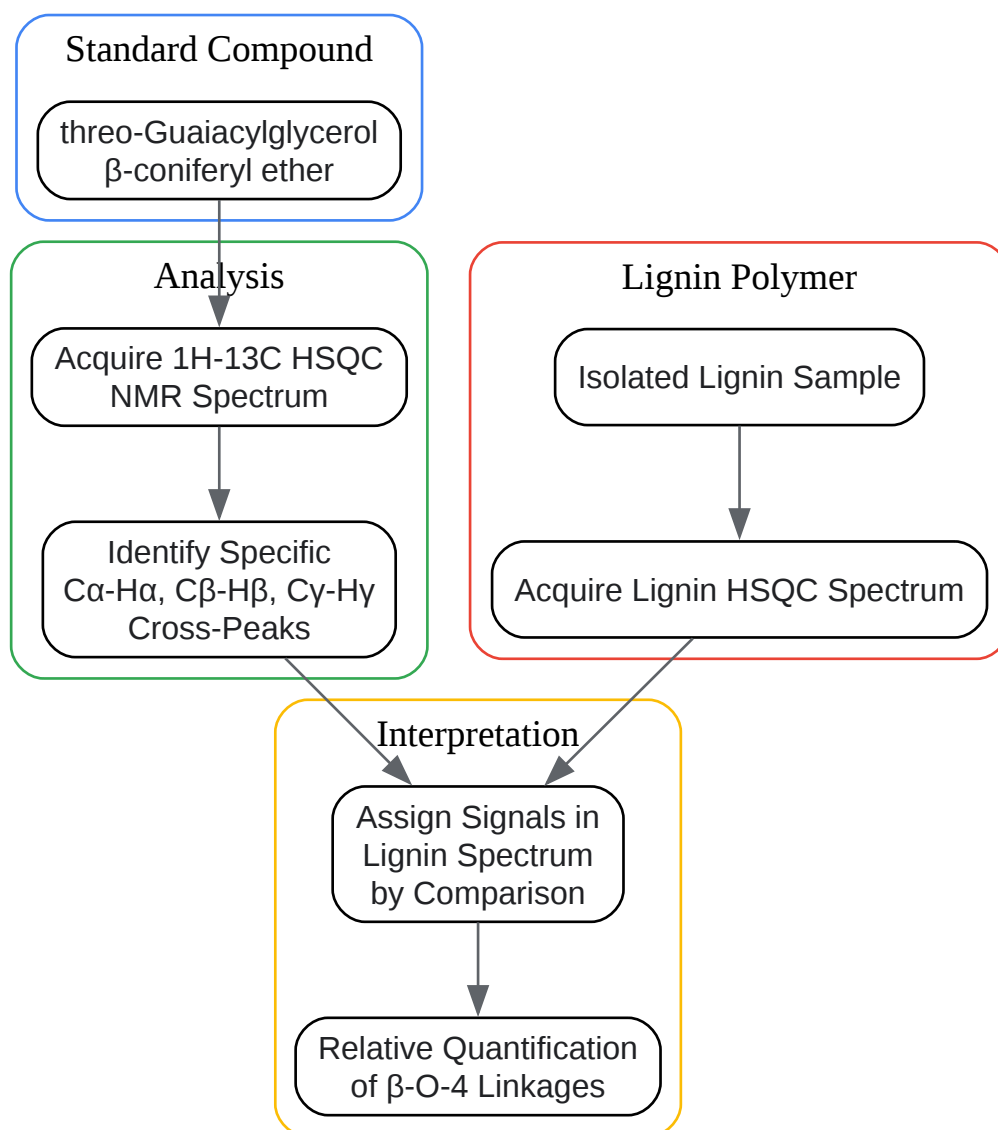 Standard Compound
threo-Guaiacylglycerol
β-coniferyl ether
Analysis
Acquire 1H-13C HSQC
NMR Spectrum
Identify Specific
Cα-Hα, Cβ-Hβ, Cγ-Hγ
Cross-Peaks
Lignin Polymer
Isolated Lignin Sample
Acquire Lignin HSQC Spectrum
Interpretation
Assign Signals in
Lignin Spectrum
by Comparison
Relative Quantification
of β-O-4 Linkages